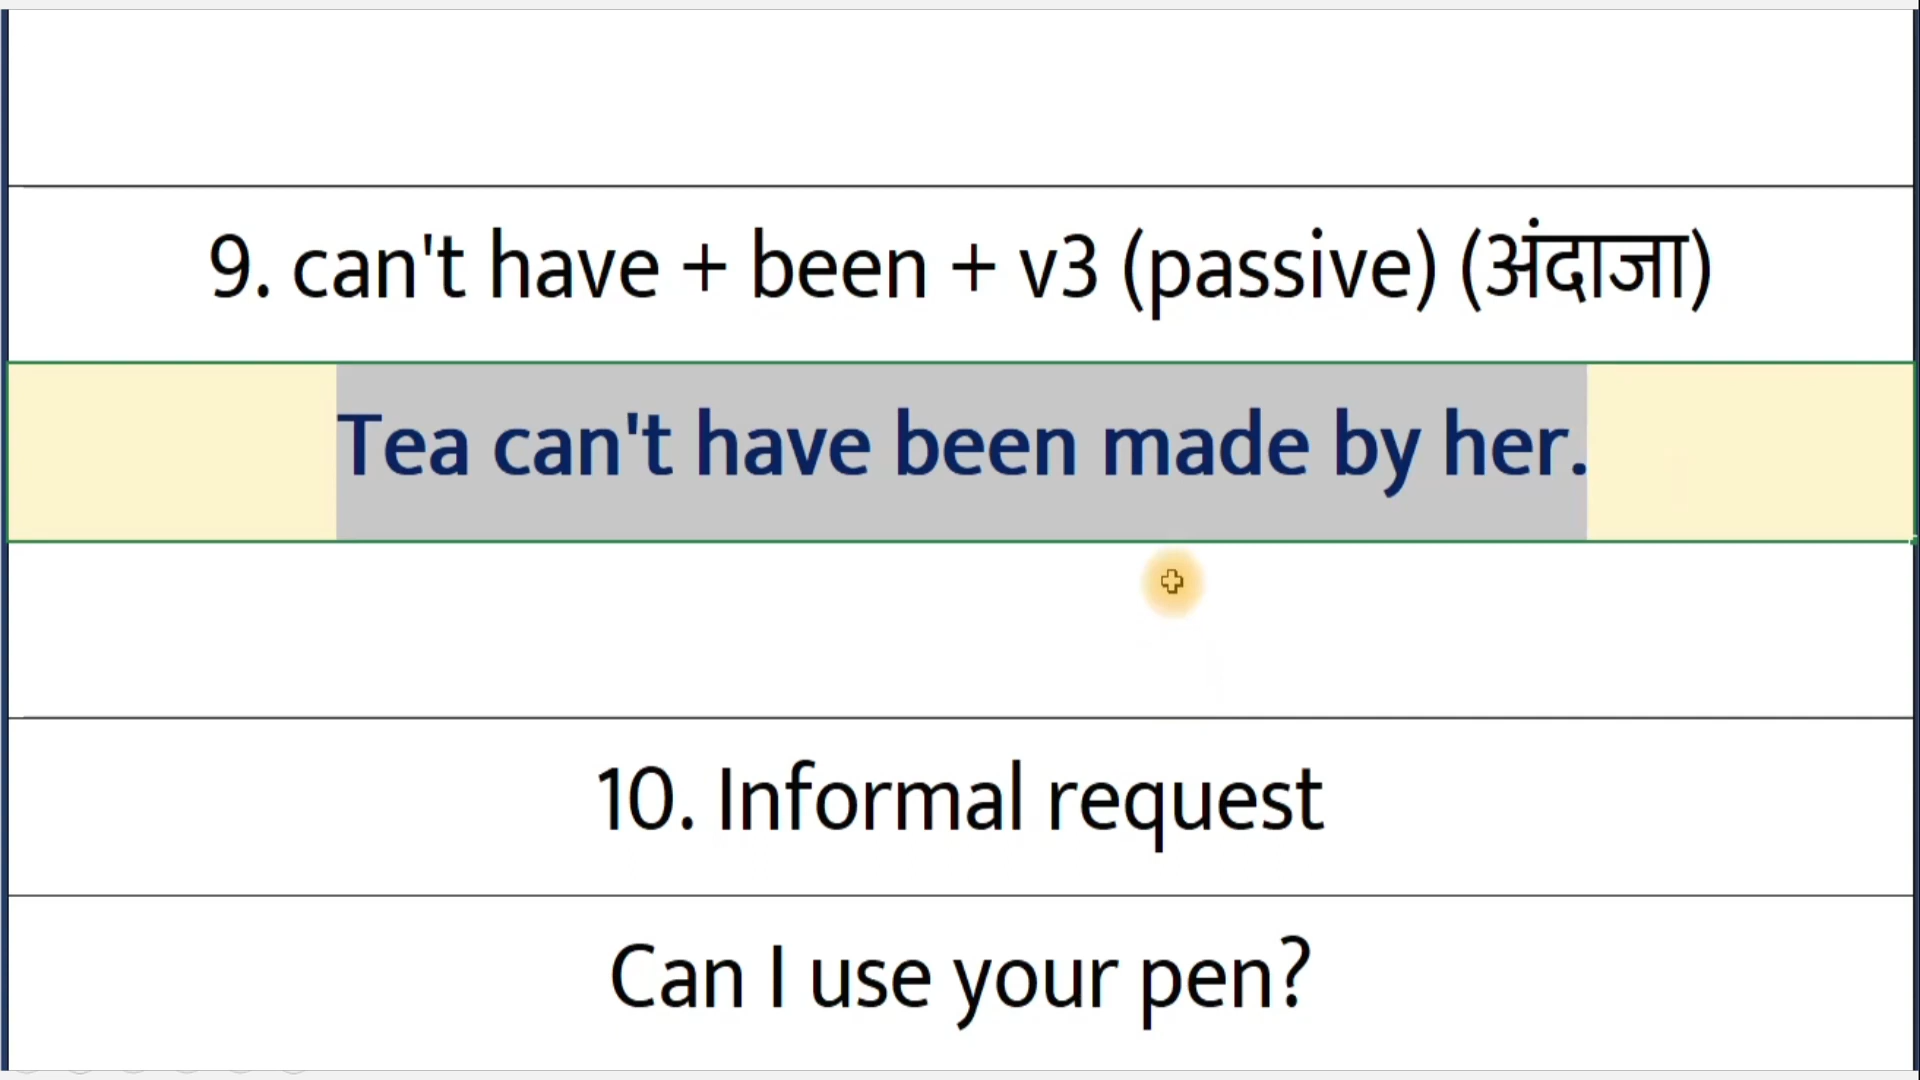 9. can't have + been + v3 (passive) (अंदाजा)
Tea can't have been made by her.
10. Informal request
Can I use your pen?